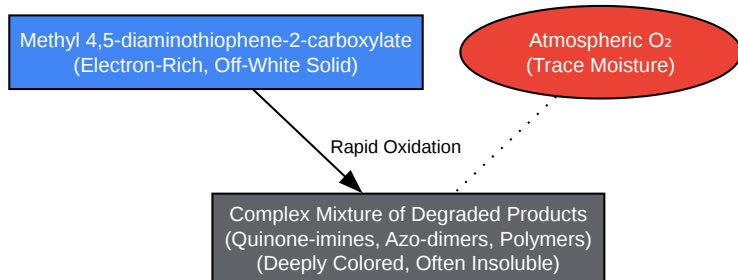 Methyl 4,5-diaminothiophene-2-carboxylate
(Electron-Rich, Off-White Solid)
Atmospheric O₂
(Trace Moisture)
Rapid Oxidation
Complex Mixture of Degraded Products
(Quinone-imines, Azo-dimers, Polymers)
(Deeply Colored, Often Insoluble)